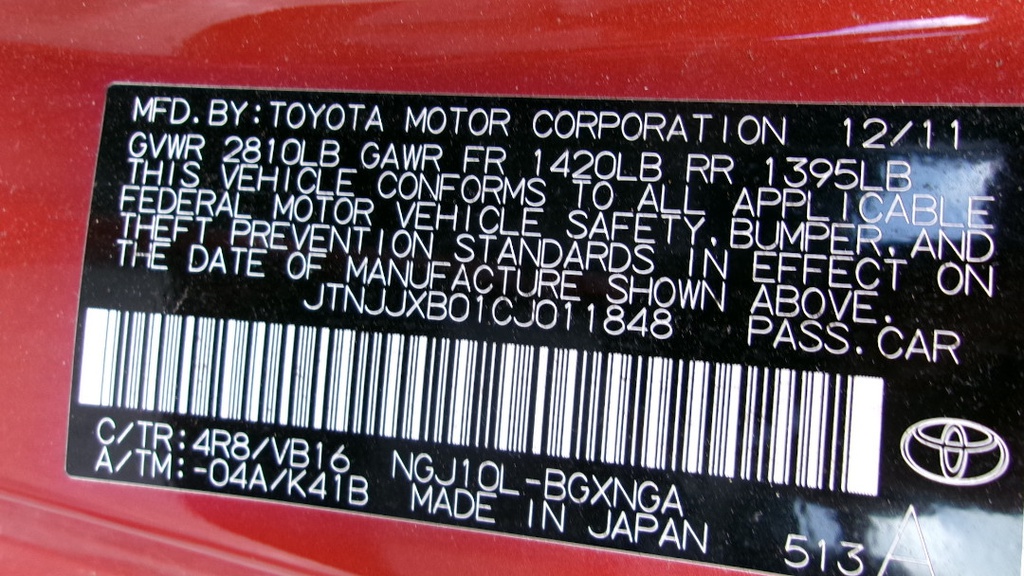 MFD. BY: TOYOTA MOTOR CORPORATION 12/11
GVWR 2810LB GAWR FR 1420LB RR 1395LB
THIS VEHICLE CONFORMS TO ALL APPLICABLE
FEDERAL MOTOR VEHICLE SAFETY, BUMPER, AND
THEFT PREVENTION STANDARDS IN EFFECT ON
THE DATE OF MANUFACTURE SHOWN ABOVE.
JTNJJXB01CJ011848 PASS. CAR
C/TR: 4R8/VB16
A/TM: -04A/K41B
NGJ10L-BGXNGA
MADE IN JAPAN
513 A